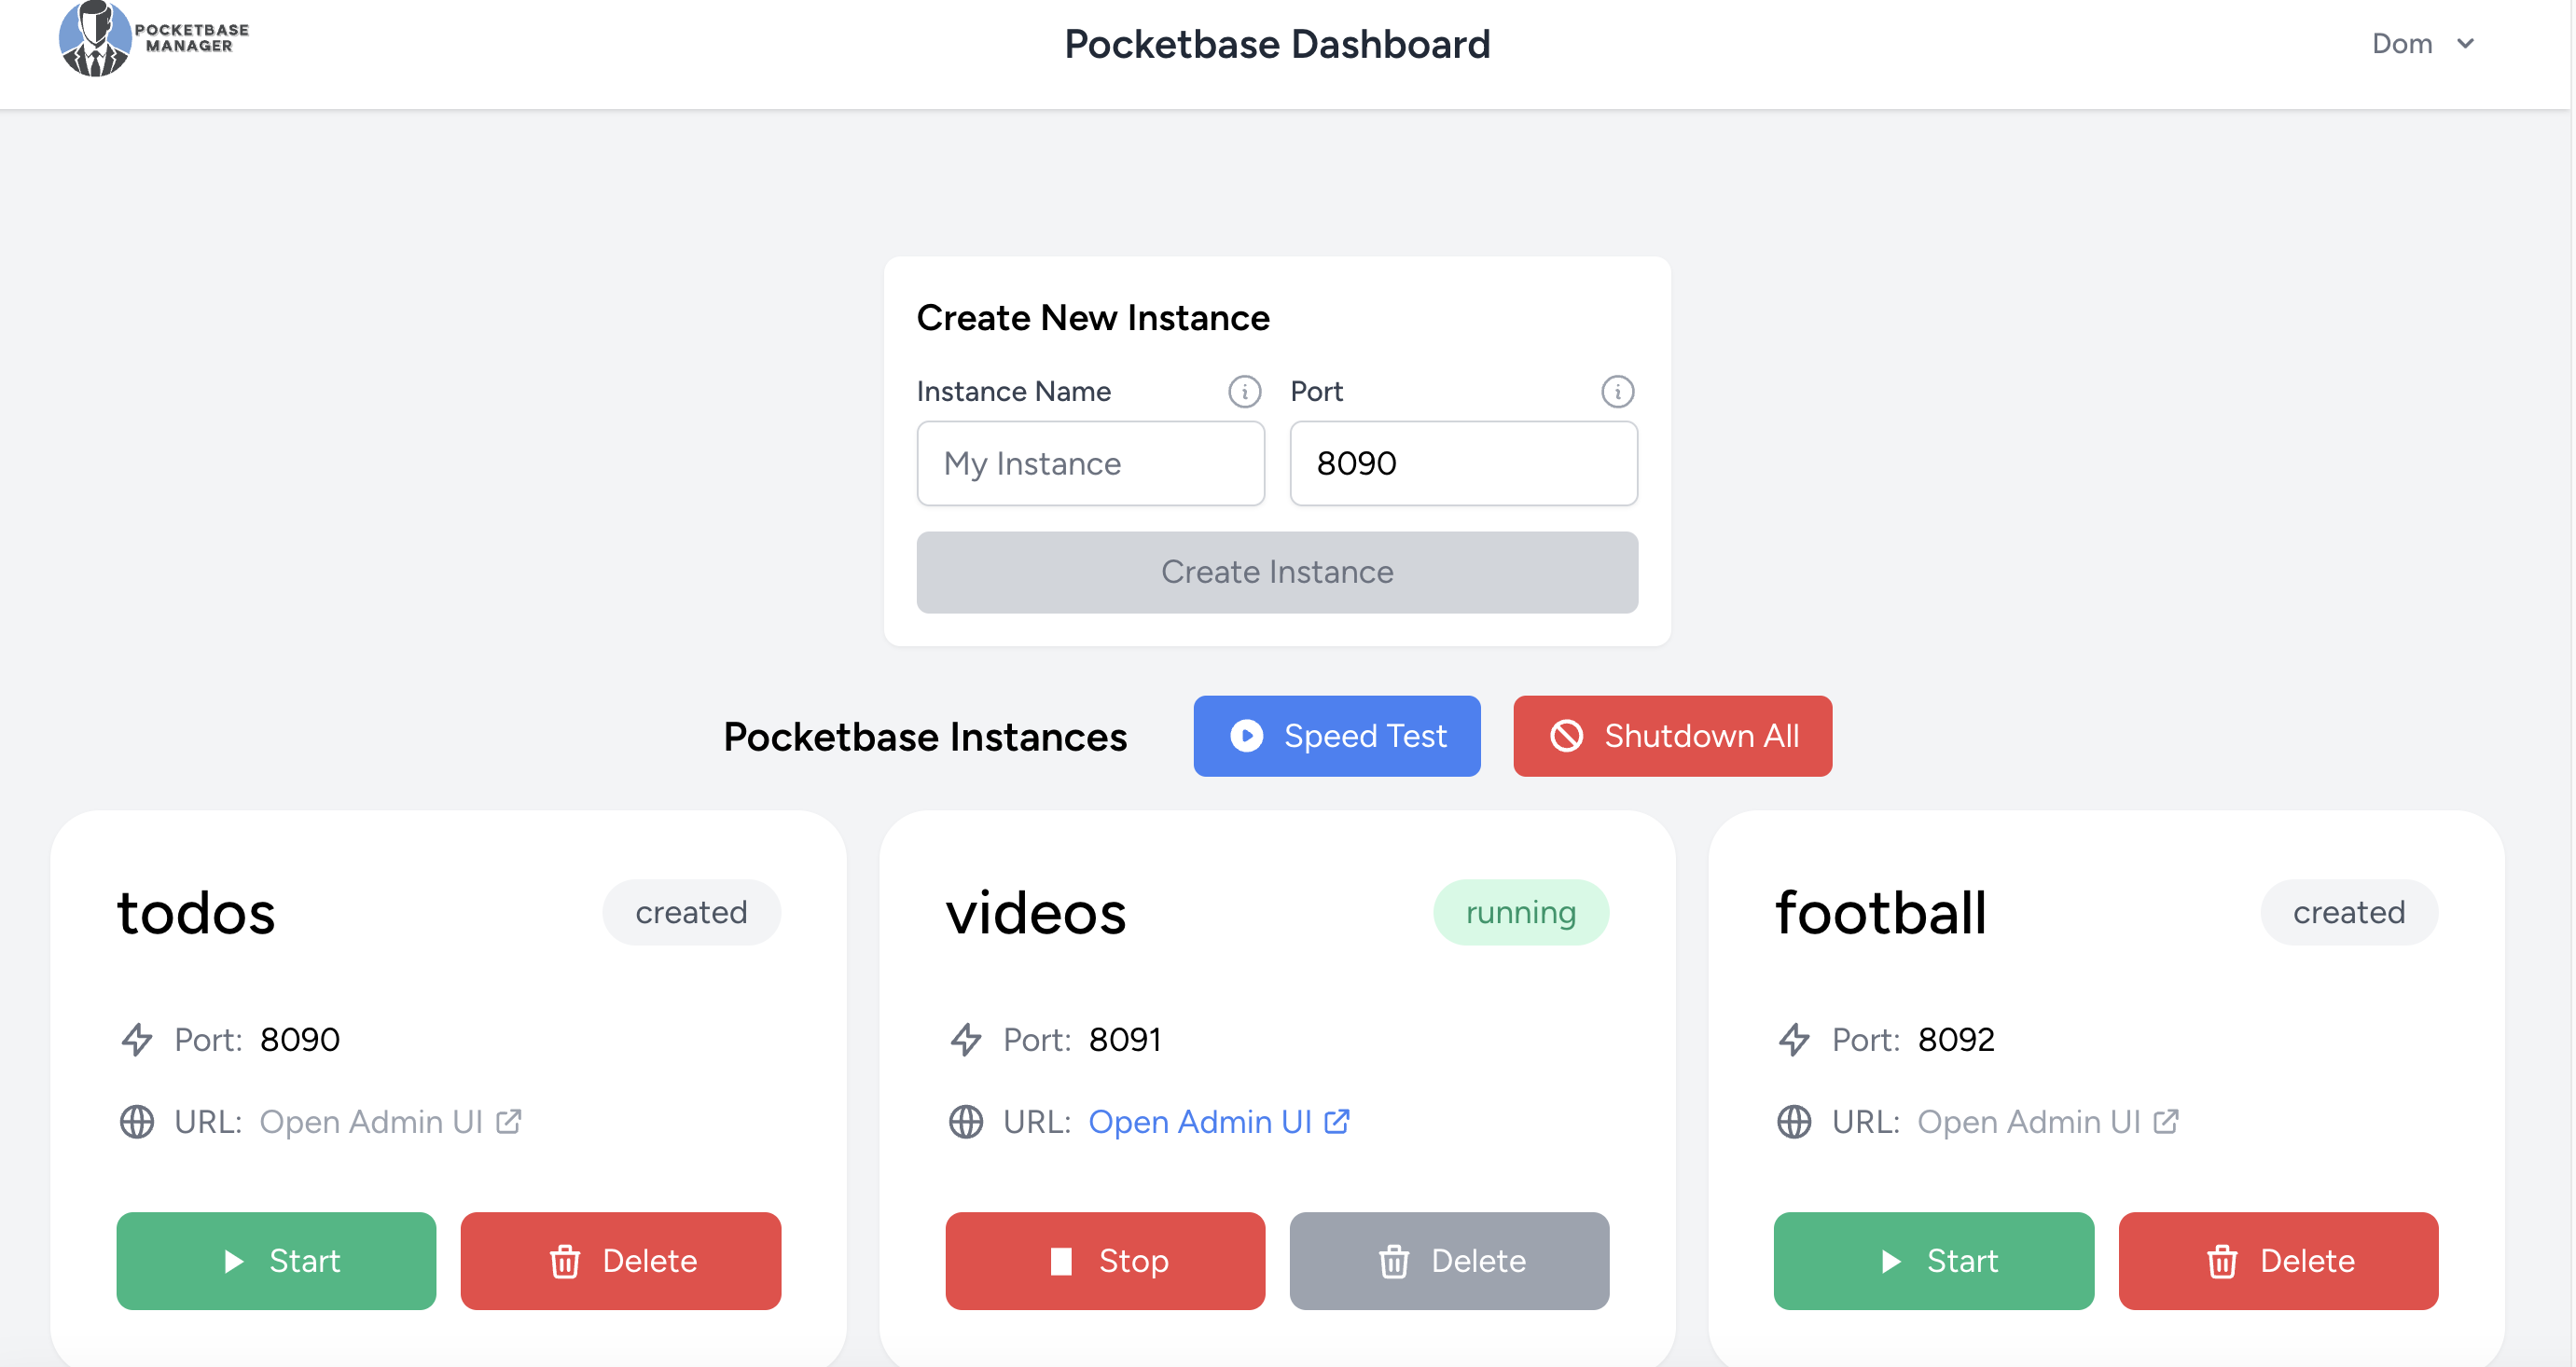 POCKETBASE
MANAGER
Pocketbase Dashboard
Dom
Create New Instance
Instance Name
Port
My Instance
8090
Create Instance
Pocketbase Instances
Speed Test
Shutdown All
todos
created
Port: 8090
URL: Open Admin UI
Start
Delete
videos
running
Port: 8091
URL: Open Admin UI
Stop
Delete
football
created
Port: 8092
URL: Open Admin UI
Start
Delete